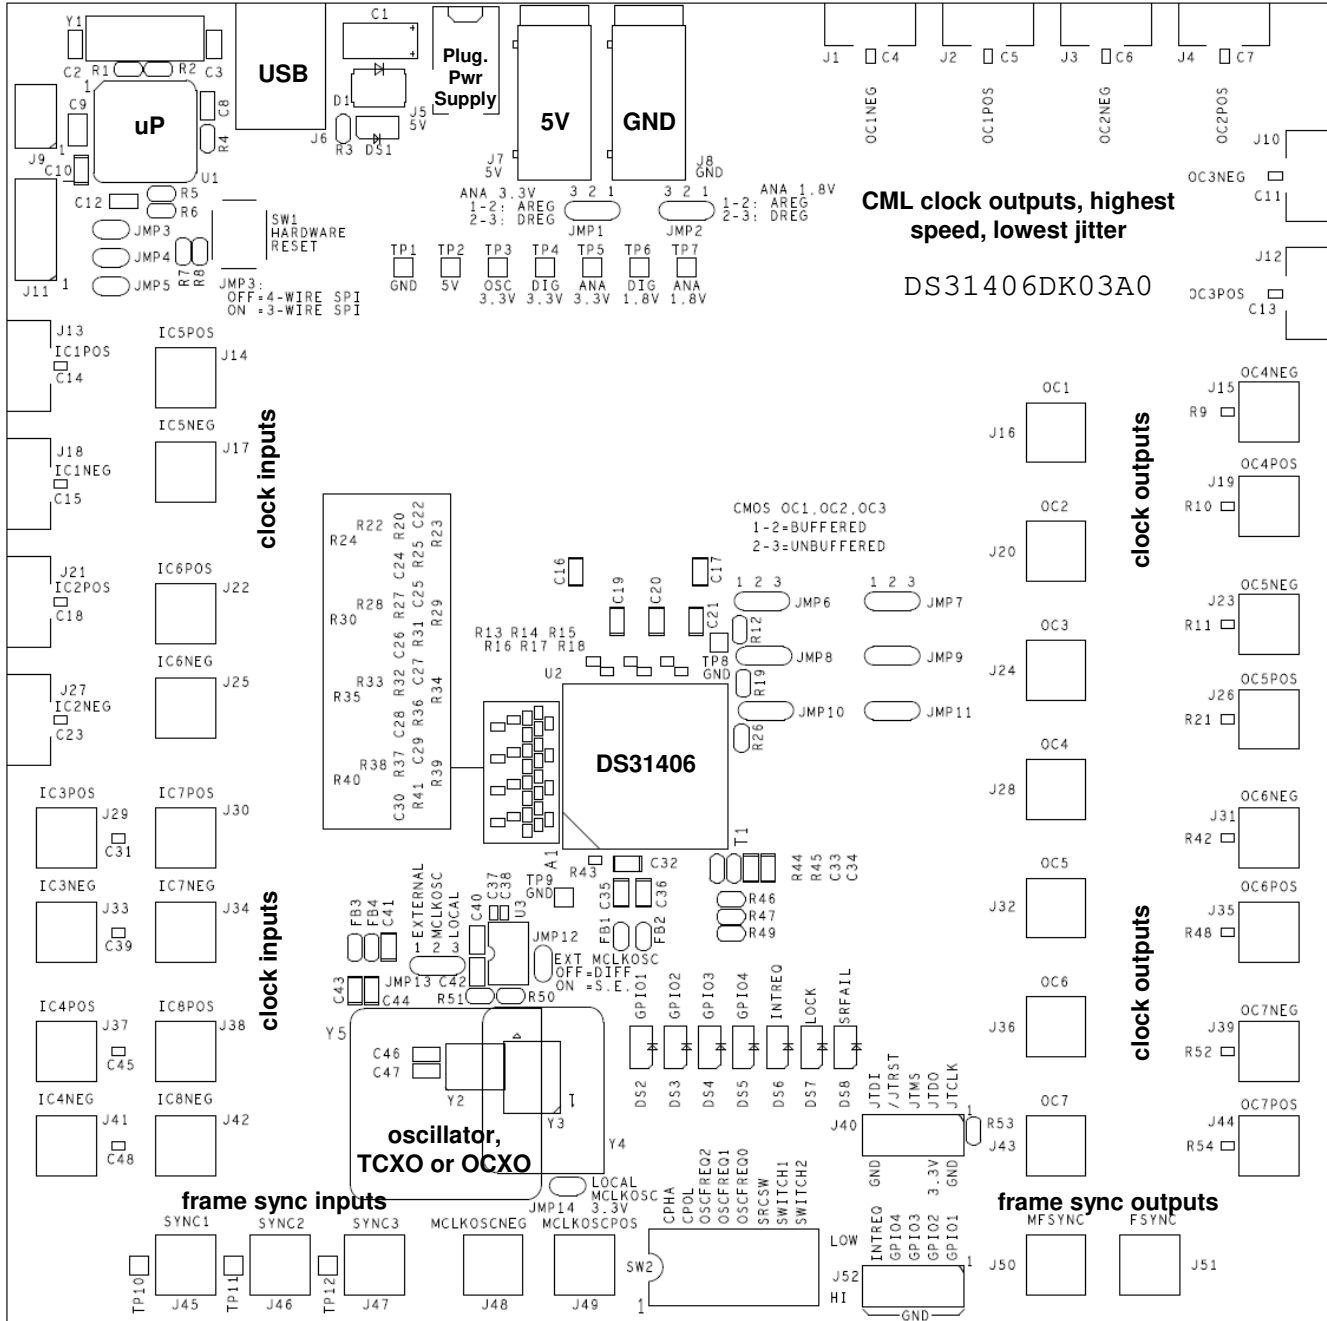 Y1
C2
R1
R2
C3
1
uP
C8
C9
R4
J9
1
C10
U1
C12
R5
R6
JMP3
JMP4
JMP5
R7
R8
J11
1
SW1
HARDWARE
RESET
JMP3:
OFF=4-WIRE SPI
ON =3-WIRE SPI
USB
J6
C1
D1
R3
DS1
J5
5V
Plug.
Pwr
Supply
5V
GND
J7
5V
J8
GND
ANA 3.3V
1-2: AREG
2-3: DREG
3 2 1
JMP1
3 2 1
JMP2
ANA 1.8V
1-2: AREG
2-3: DREG
TP1
GND
TP2
5V
TP3
OSC
3.3V
TP4
DIG
3.3V
TP5
ANA
3.3V
TP6
DIG
1.8V
TP7
ANA
1.8V
J1
C4
OC1NEG
J2
C5
OC1POS
J3
C6
OC2NEG
J4
C7
OC2POS
J10
OC3NEG
C11
CML clock outputs, highest
speed, lowest jitter
DS31406DK03A0
J12
OC3POS
C13
J13
IC1POS
C14
IC5POS
J14
IC5NEG
J17
J18
IC1NEG
C15
clock inputs
J21
IC2POS
C18
IC6POS
J22
IC6NEG
J25
J27
IC2NEG
C23
R24
R22
R20
C22
R23
C24
R25
R30
R28
R27
C25
R29
C26
R31
R35
R33
R32
C27
R34
C28
R36
R40
R38
R37
C29
R39
C30
R41
C16
C19
C20
C17
C21
R13 R14 R15
R16 R17 R18
U2
TP8
GND
DS31406
CMOS OC1,OC2,OC3
1-2=BUFFERED
2-3=UNBUFFERED
1 2 3
JMP6
1 2 3
JMP7
R12
JMP8
JMP9
R19
JMP10
JMP11
R26
OC1
J16
OC2
J20
OC3
J24
OC4
J28
OC5
J32
OC6
J36
OC7
J43
clock outputs
OC4NEG
J15
R9
OC4POS
J19
R10
OC5NEG
J23
R11
OC5POS
J26
R21
OC6NEG
J31
R42
OC6POS
J35
R48
OC7NEG
J39
R52
OC7POS
J44
R54
clock outputs
IC3POS
J29
C31
IC7POS
J30
IC3NEG
J33
C39
IC7NEG
J34
clock inputs
IC4POS
J37
C45
IC8POS
J38
IC4NEG
J41
C48
IC8NEG
J42
A1
R43
C32
T1
R44
R45
C33
C34
TP9
GND
C35
C36
FB1
FB2
R46
R47
R49
FB3
FB4
C41
EXTERNAL
MCLKOSC
LOCAL
1 2 3
C40
C37
C38
U3
JMP12
EXT MCLKOSC
OFF=DIFF
ON =S.E.
C43
C44
JMP13
C42
R51
R50
Y5
C46
C47
Y2
Y3
1
Y4
oscillator,
TCXO or OCXO
JMP14
LOCAL
MCLKOSC
3.3V
GPIO1
GPIO2
GPIO3
GPIO4
INTREQ
LOCK
SRFAIL
DS2
DS3
DS4
DS5
DS6
DS7
DS8
JTDI
/JTRST
JTMS
JTDO
JTCLK
J40
1
R53
GND
3.3V
GND
frame sync inputs
SYNC1
TP10
J45
SYNC2
TP11
J46
SYNC3
TP12
J47
MCLKOSCNEG
J48
MCLKOSCPOS
J49
CPHA
CPOL
OSCFREQ2
OSCFREQ1
OSCFREQ0
SRCSW
SWITCH1
SWITCH2
SW2
1
LOW
HI
INTREQ
GPIO4
GPIO3
GPIO2
GPIO1
J52
1
GND
frame sync outputs
MFSYNC
J50
FSYNC
J51